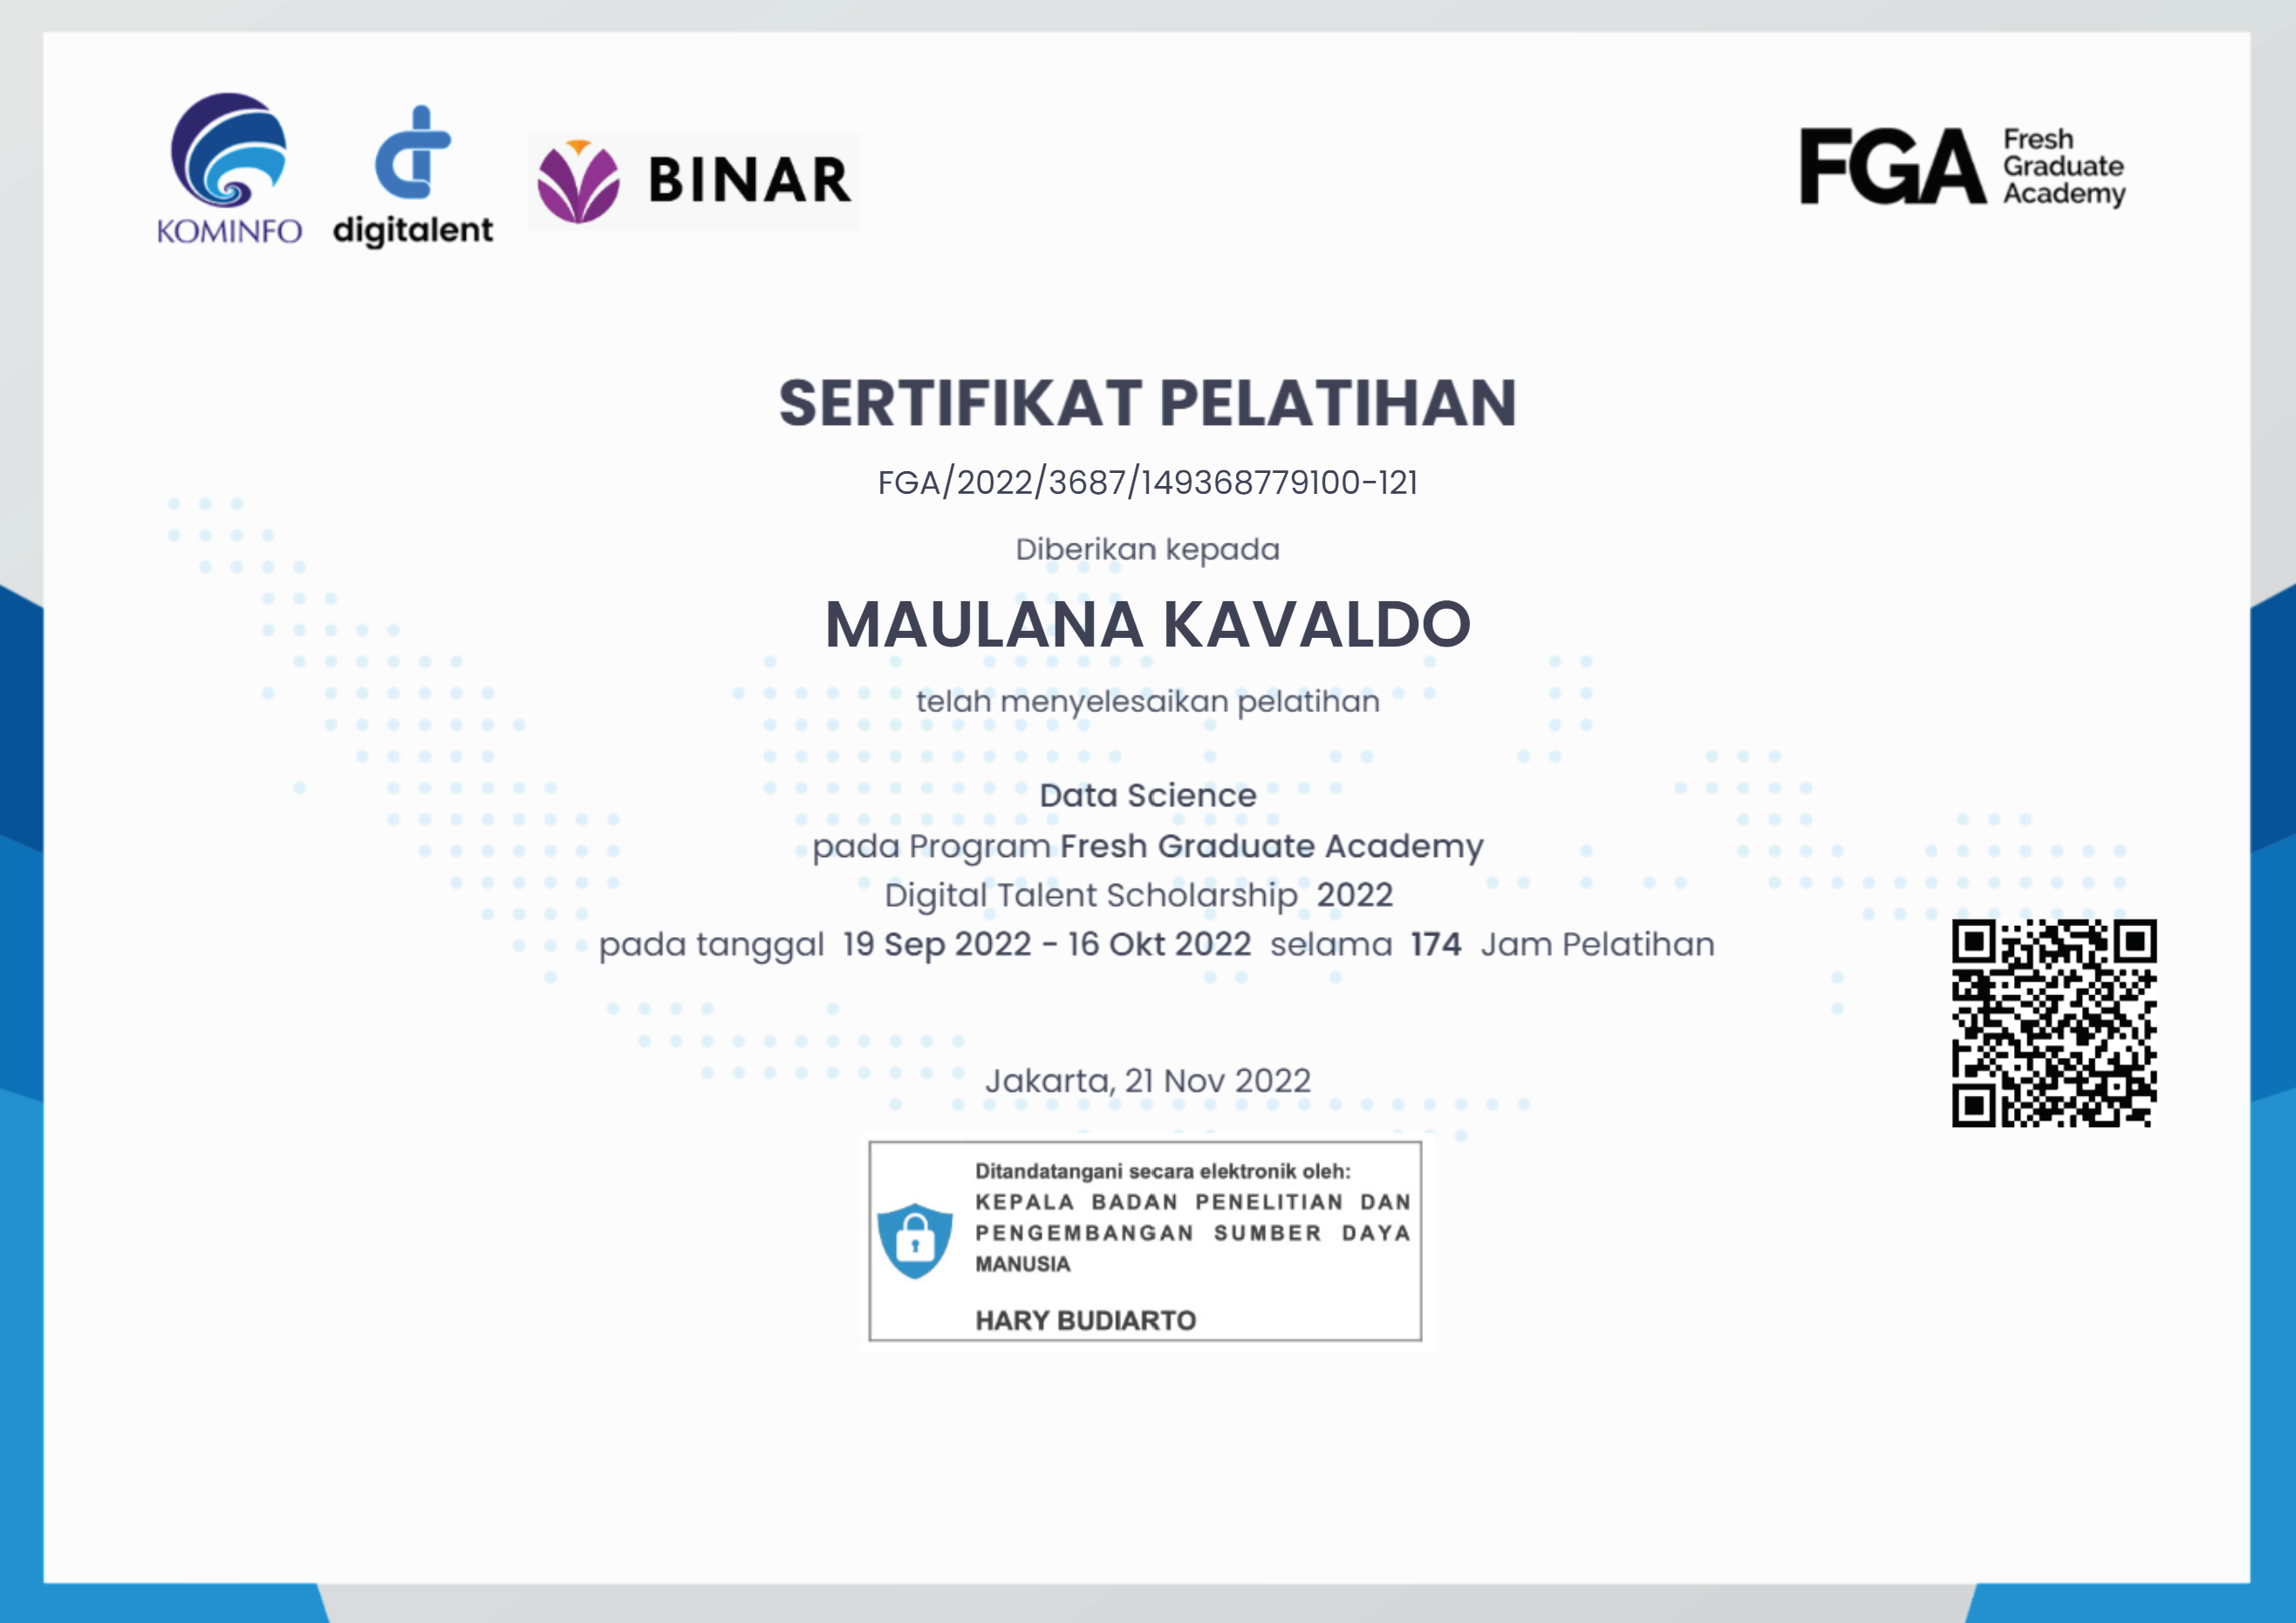 KOMINFO
digitalent
BINAR
FGA Fresh Graduate Academy
SERTIFIKAT PELATIHAN
FGA/2022/3687/149368779100-121
Diberikan kepada
MAULANA KAVALDO
telah menyelesaikan pelatihan
Data Science
pada Program Fresh Graduate Academy
Digital Talent Scholarship 2022
pada tanggal 19 Sep 2022 - 16 Okt 2022 selama 174 Jam Pelatihan
Jakarta, 21 Nov 2022
Ditandatangani secara elektronik oleh:
KEPALA BADAN PENELITIAN DAN
PENGEMBANGAN SUMBER DAYA
MANUSIA
HARY BUDIARTO